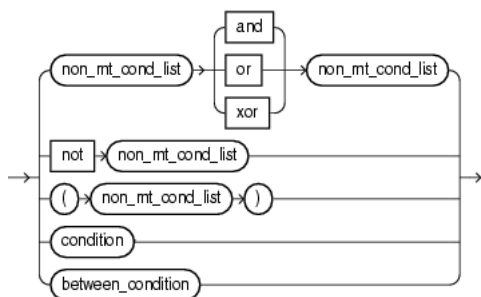 and
non_mt_cond_list or non_mt_cond_list
xor
not non_mt_cond_list
( non_mt_cond_list )
condition
between_condition